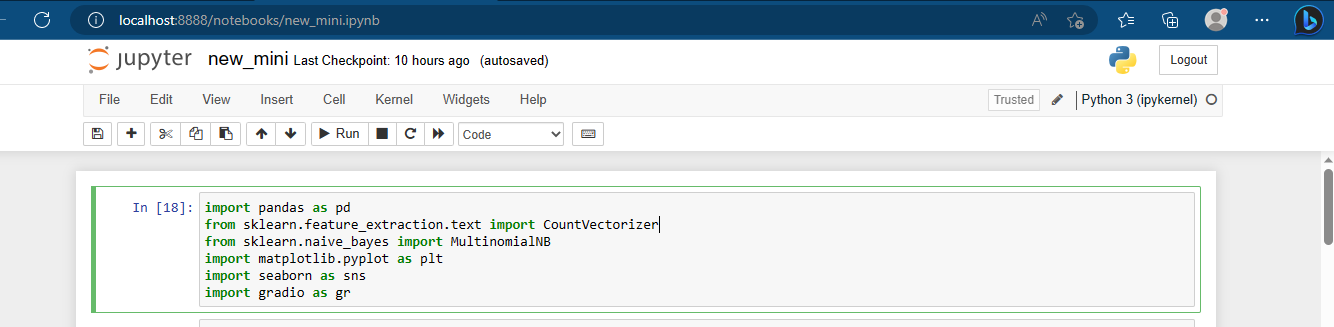 localhost:8888/notebooks/new_mini.ipynb
jupyter new_mini Last Checkpoint: 10 hours ago (autosaved)
Logout
File Edit View Insert Cell Kernel Widgets Help
Trusted Python 3 (ipykernel)
Run Code
In [18]: import pandas as pd
from sklearn.feature_extraction.text import CountVectorizer
from sklearn.naive_bayes import MultinomialNB
import matplotlib.pyplot as plt
import seaborn as sns
import gradio as gr